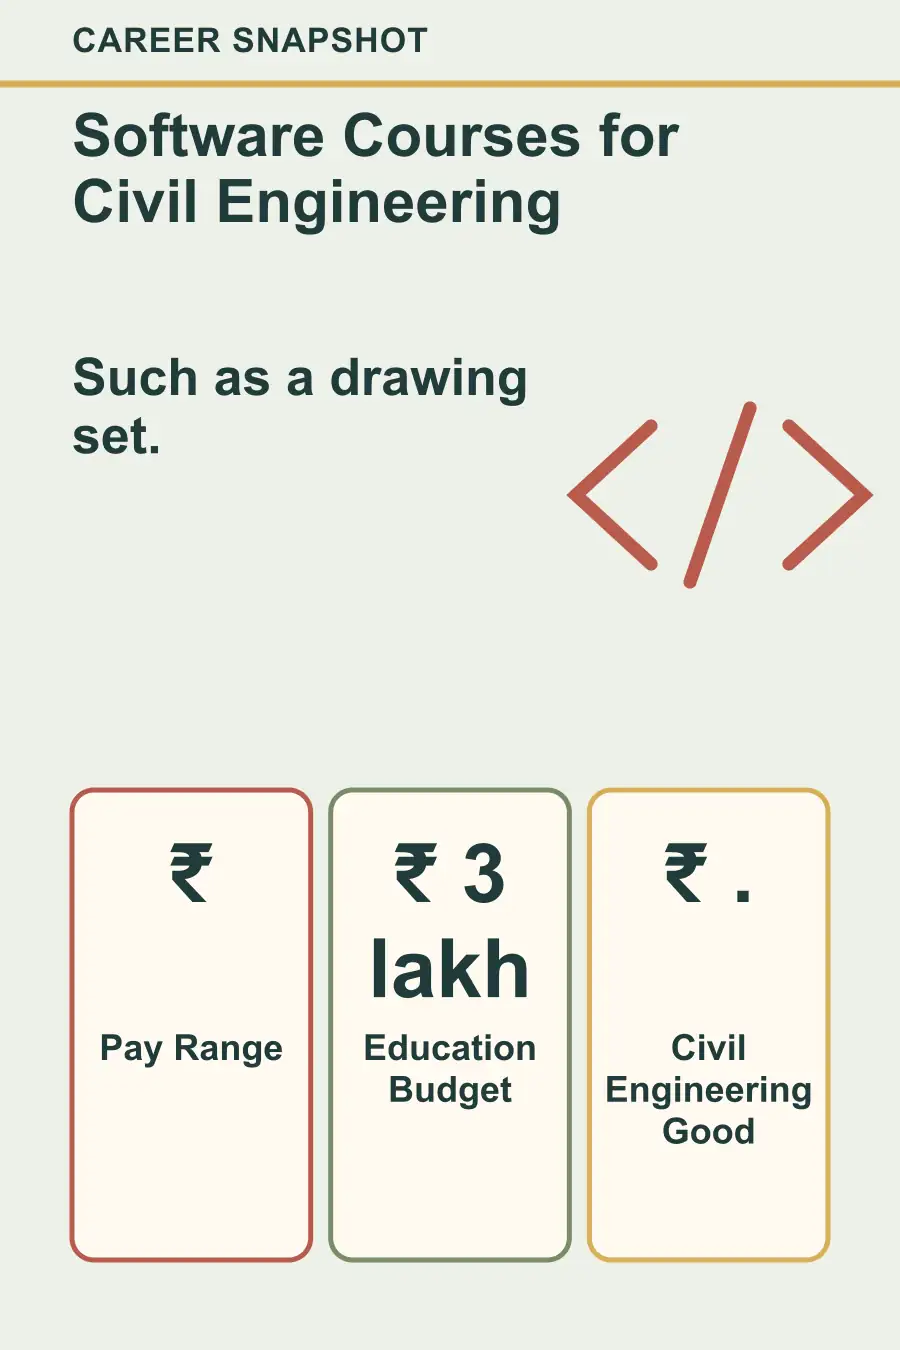 CAREER SNAPSHOT
Software Courses for
Civil Engineering
Such as a drawing
set.
₹
Pay Range
₹ 3
lakh
Education
Budget
₹ .
Civil
Engineering
Good